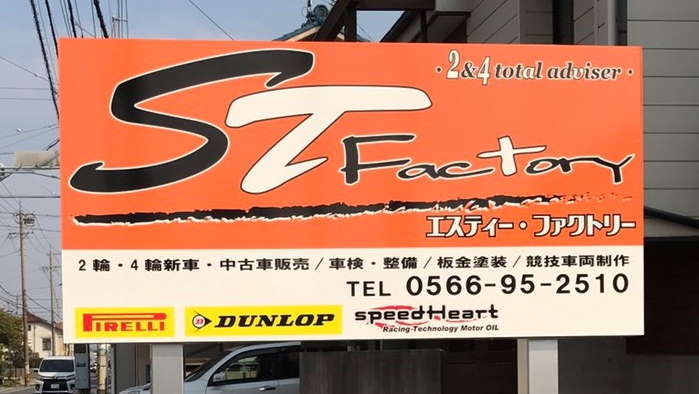 ・2&4 total adviser・
ST Factory
エスティー・ファクトリー
2輪・4輪新車・中古車販売/車検・整備/板金塗装/競技車両制作
TEL 0566-95-2510
PIRELLI
D DUNLOP
speedHeart
Racing-Technology Motor OIL